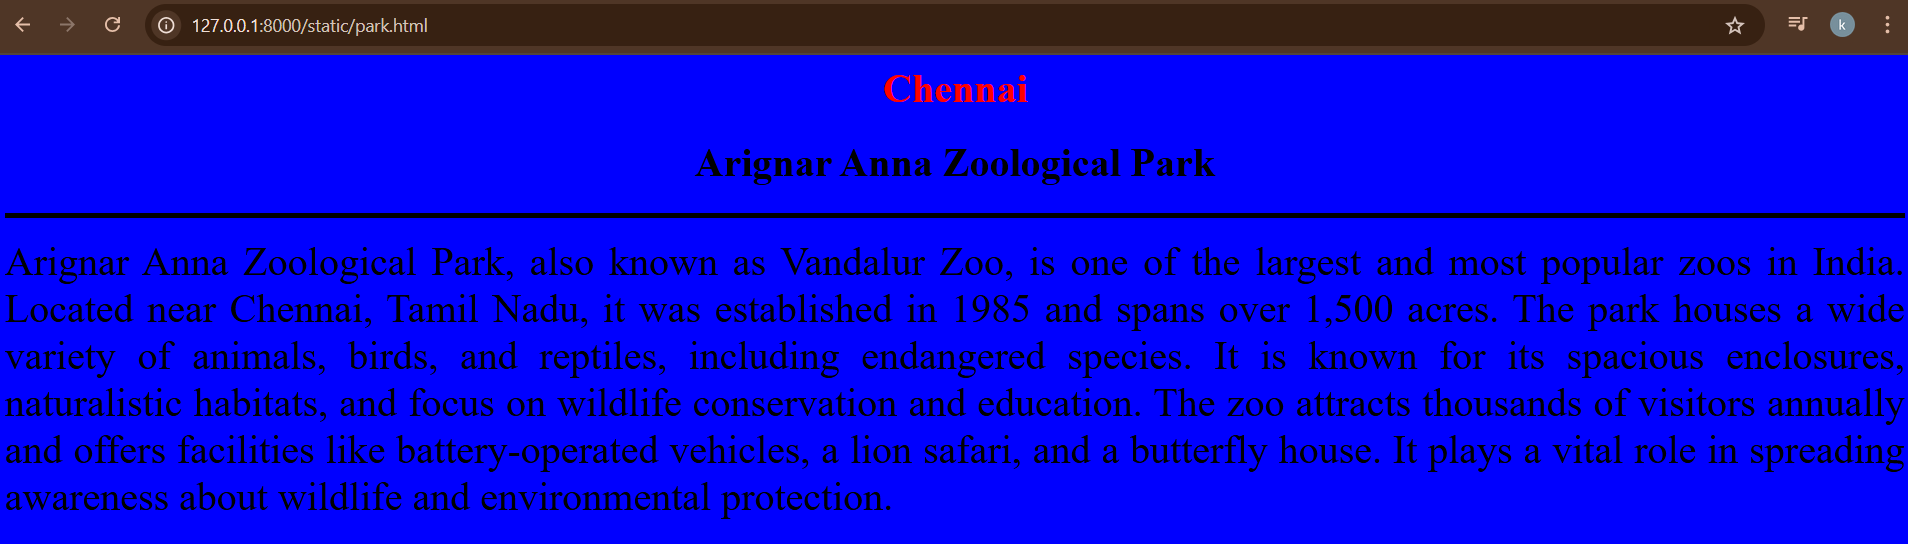 127.0.0.1:8000/static/park.html
k
Chennai
Arignar Anna Zoological Park
Arignar Anna Zoological Park, also known as Vandalur Zoo, is one of the largest and most popular zoos in India.
Located near Chennai, Tamil Nadu, it was established in 1985 and spans over 1,500 acres. The park houses a wide
variety of animals, birds, and reptiles, including endangered species. It is known for its spacious enclosures,
naturalistic habitats, and focus on wildlife conservation and education. The zoo attracts thousands of visitors annually
and offers facilities like battery-operated vehicles, a lion safari, and a butterfly house. It plays a vital role in spreading
awareness about wildlife and environmental protection.